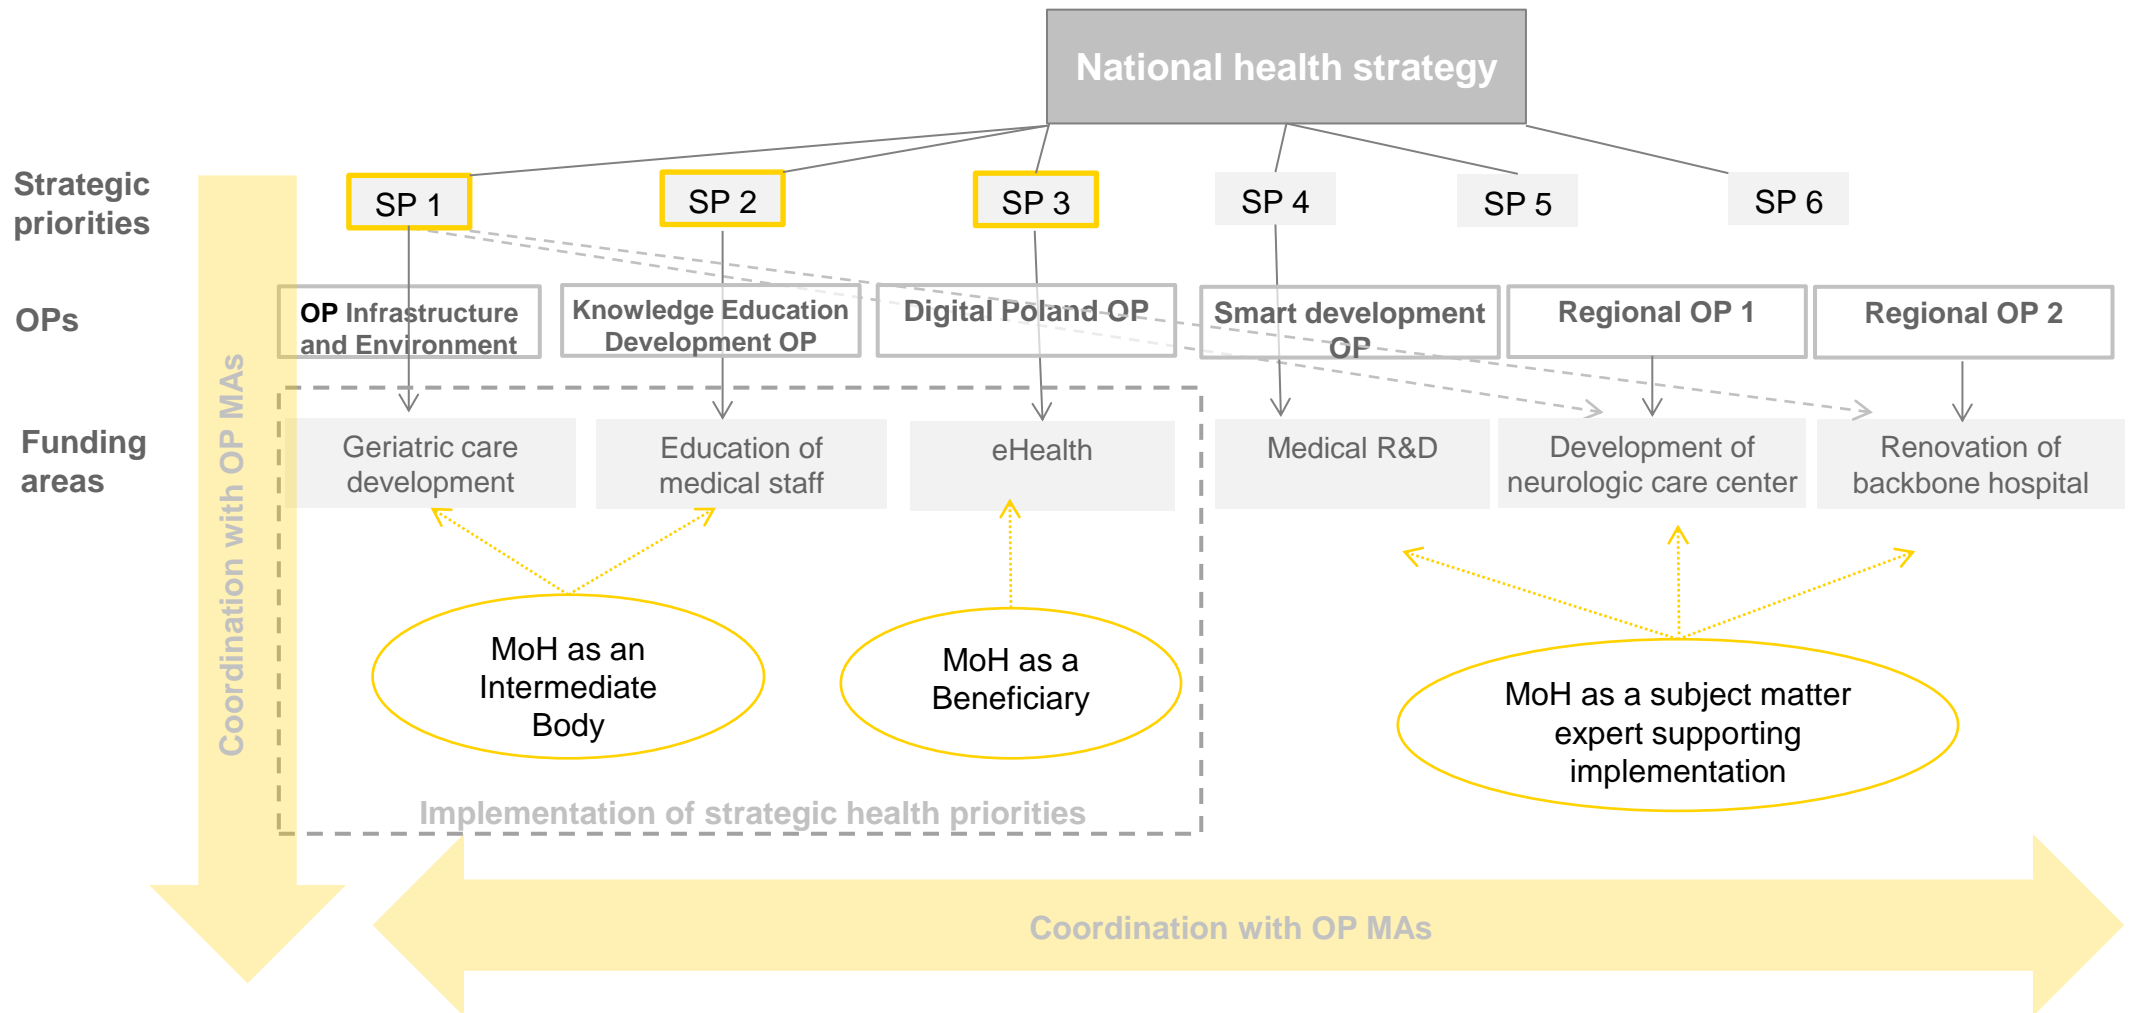 National health strategy
Strategic
priorities
SP 1
SP 2
SP 3
SP 4
SP 5
SP 6
OPs
OP Infrastructure
and Environment
Knowledge Education
Development OP
Digital Poland OP
Smart development
OP
Regional OP 1
Regional OP 2
Funding
areas
Geriatric care
development
Education of
medical staff
eHealth
Medical R&D
Development of
neurologic care center
Renovation of
backbone hospital
Coordination with OP MAs
MoH as an
Intermediate
Body
MoH as a
Beneficiary
MoH as a subject matter
expert supporting
implementation
Implementation of strategic health priorities
Coordination with OP MAs